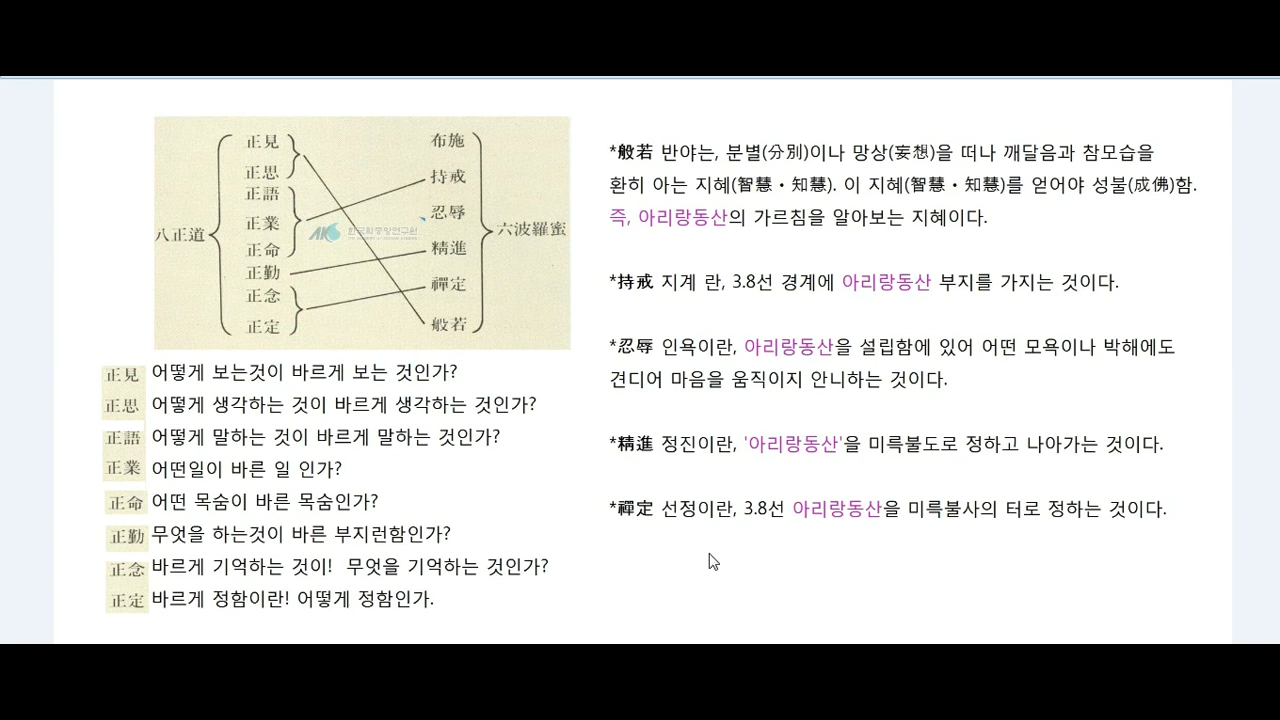 八正道
正見
正思
正語
正業
正命
正勤
正念
正定
布施
持戒
忍辱
精進
禪定
般若
六波羅蜜
AKS 한국학중앙연구원
正見 어떻게 보는것이 바르게 보는 것인가?
正思 어떻게 생각하는 것이 바르게 생각하는 것인가?
正語 어떻게 말하는 것이 바르게 말하는 것인가?
正業 어떤일이 바른 일 인가?
正命 어떤 목숨이 바른 목숨인가?
正勤 무엇을 하는것이 바른 부지런함인가?
正念 바르게 기억하는 것이! 무엇을 기억하는 것인가?
正定 바르게 정함이란! 어떻게 정함인가.
*般若 반야는, 분별(分別)이나 망상(妄想)을 떠나 깨달음과 참모습을
환히 아는 지혜(智慧・知慧). 이 지혜(智慧・知慧)를 얻어야 성불(成佛)함.
즉, 아리랑동산의 가르침을 알아보는 지혜이다.
*持戒 지계 란, 3.8선 경계에 아리랑동산 부지를 가지는 것이다.
*忍辱 인욕이란, 아리랑동산을 설립함에 있어 어떤 모욕이나 박해에도
견디어 마음을 움직이지 안니하는 것이다.
*精進 정진이란, '아리랑동산'을 미륵불도로 정하고 나아가는 것이다.
*禪定 선정이란, 3.8선 아리랑동산을 미륵불사의 터로 정하는 것이다.